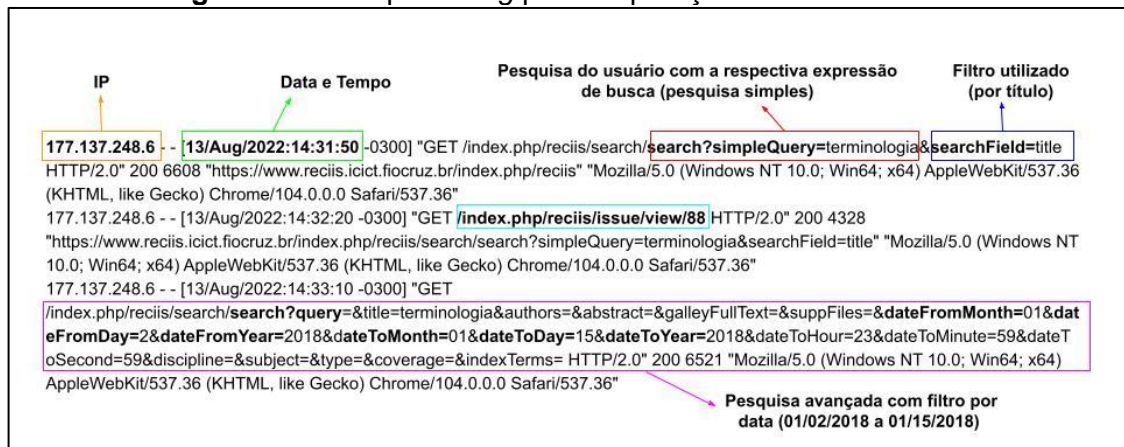 IP
Data e Tempo
Pesquisa do usuário com a respectiva expressão
de busca (pesquisa simples)
Filtro utilizado
(por título)
177.137.248.6 - - [13/Aug/2022:14:31:50 -0300] "GET /index.php/reciis/search/search?simpleQuery=terminologia&searchField=title
HTTP/2.0" 200 6608 "https://www.reciis.icict.fiocruz.br/index.php/reciis" "Mozilla/5.0 (Windows NT 10.0; Win64; x64) AppleWebKit/537.36
(KHTML, like Gecko) Chrome/104.0.0.0 Safari/537.36"
177.137.248.6 - - [13/Aug/2022:14:32:20 -0300] "GET /index.php/reciis/issue/view/88 HTTP/2.0" 200 4328
"https://www.reciis.icict.fiocruz.br/index.php/reciis/search/search?simpleQuery=terminologia&searchField=title" "Mozilla/5.0 (Windows NT
10.0; Win64; x64) AppleWebKit/537.36 (KHTML, like Gecko) Chrome/104.0.0.0 Safari/537.36"
177.137.248.6 - - [13/Aug/2022:14:33:10 -0300] "GET
/index.php/reciis/search/search?query=&title=terminologia&authors=&abstract=&galleyFullText=&suppFiles=&dateFromMonth=01&dat
eFromDay=2&dateFromYear=2018&dateToMonth=01&dateToDay=15&dateToYear=2018&dateToHour=23&dateToMinute=59&dateT
oSecond=59&discipline=&subject=&type=&coverage=&indexTerms= HTTP/2.0" 200 6521 "Mozilla/5.0 (Windows NT 10.0; Win64; x64)
AppleWebKit/537.36 (KHTML, like Gecko) Chrome/104.0.0.0 Safari/537.36"
Pesquisa avançada com filtro por
data (01/02/2018 a 01/15/2018)